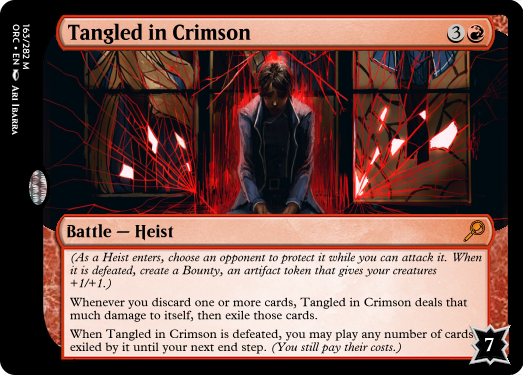 Tangled in Crimson
3
163/282 M
ORC • EN Ari Ibarra
Battle — Heist
(As a Heist enters, choose an opponent to protect it while you can attack it. When
it is defeated, create a Bounty, an artifact token that gives your creatures
+1/+1.)
Whenever you discard one or more cards, Tangled in Crimson deals that
much damage to itself, then exile those cards.
When Tangled in Crimson is defeated, you may play any number of cards
exiled by it until your next end step. (You still pay their costs.)
7